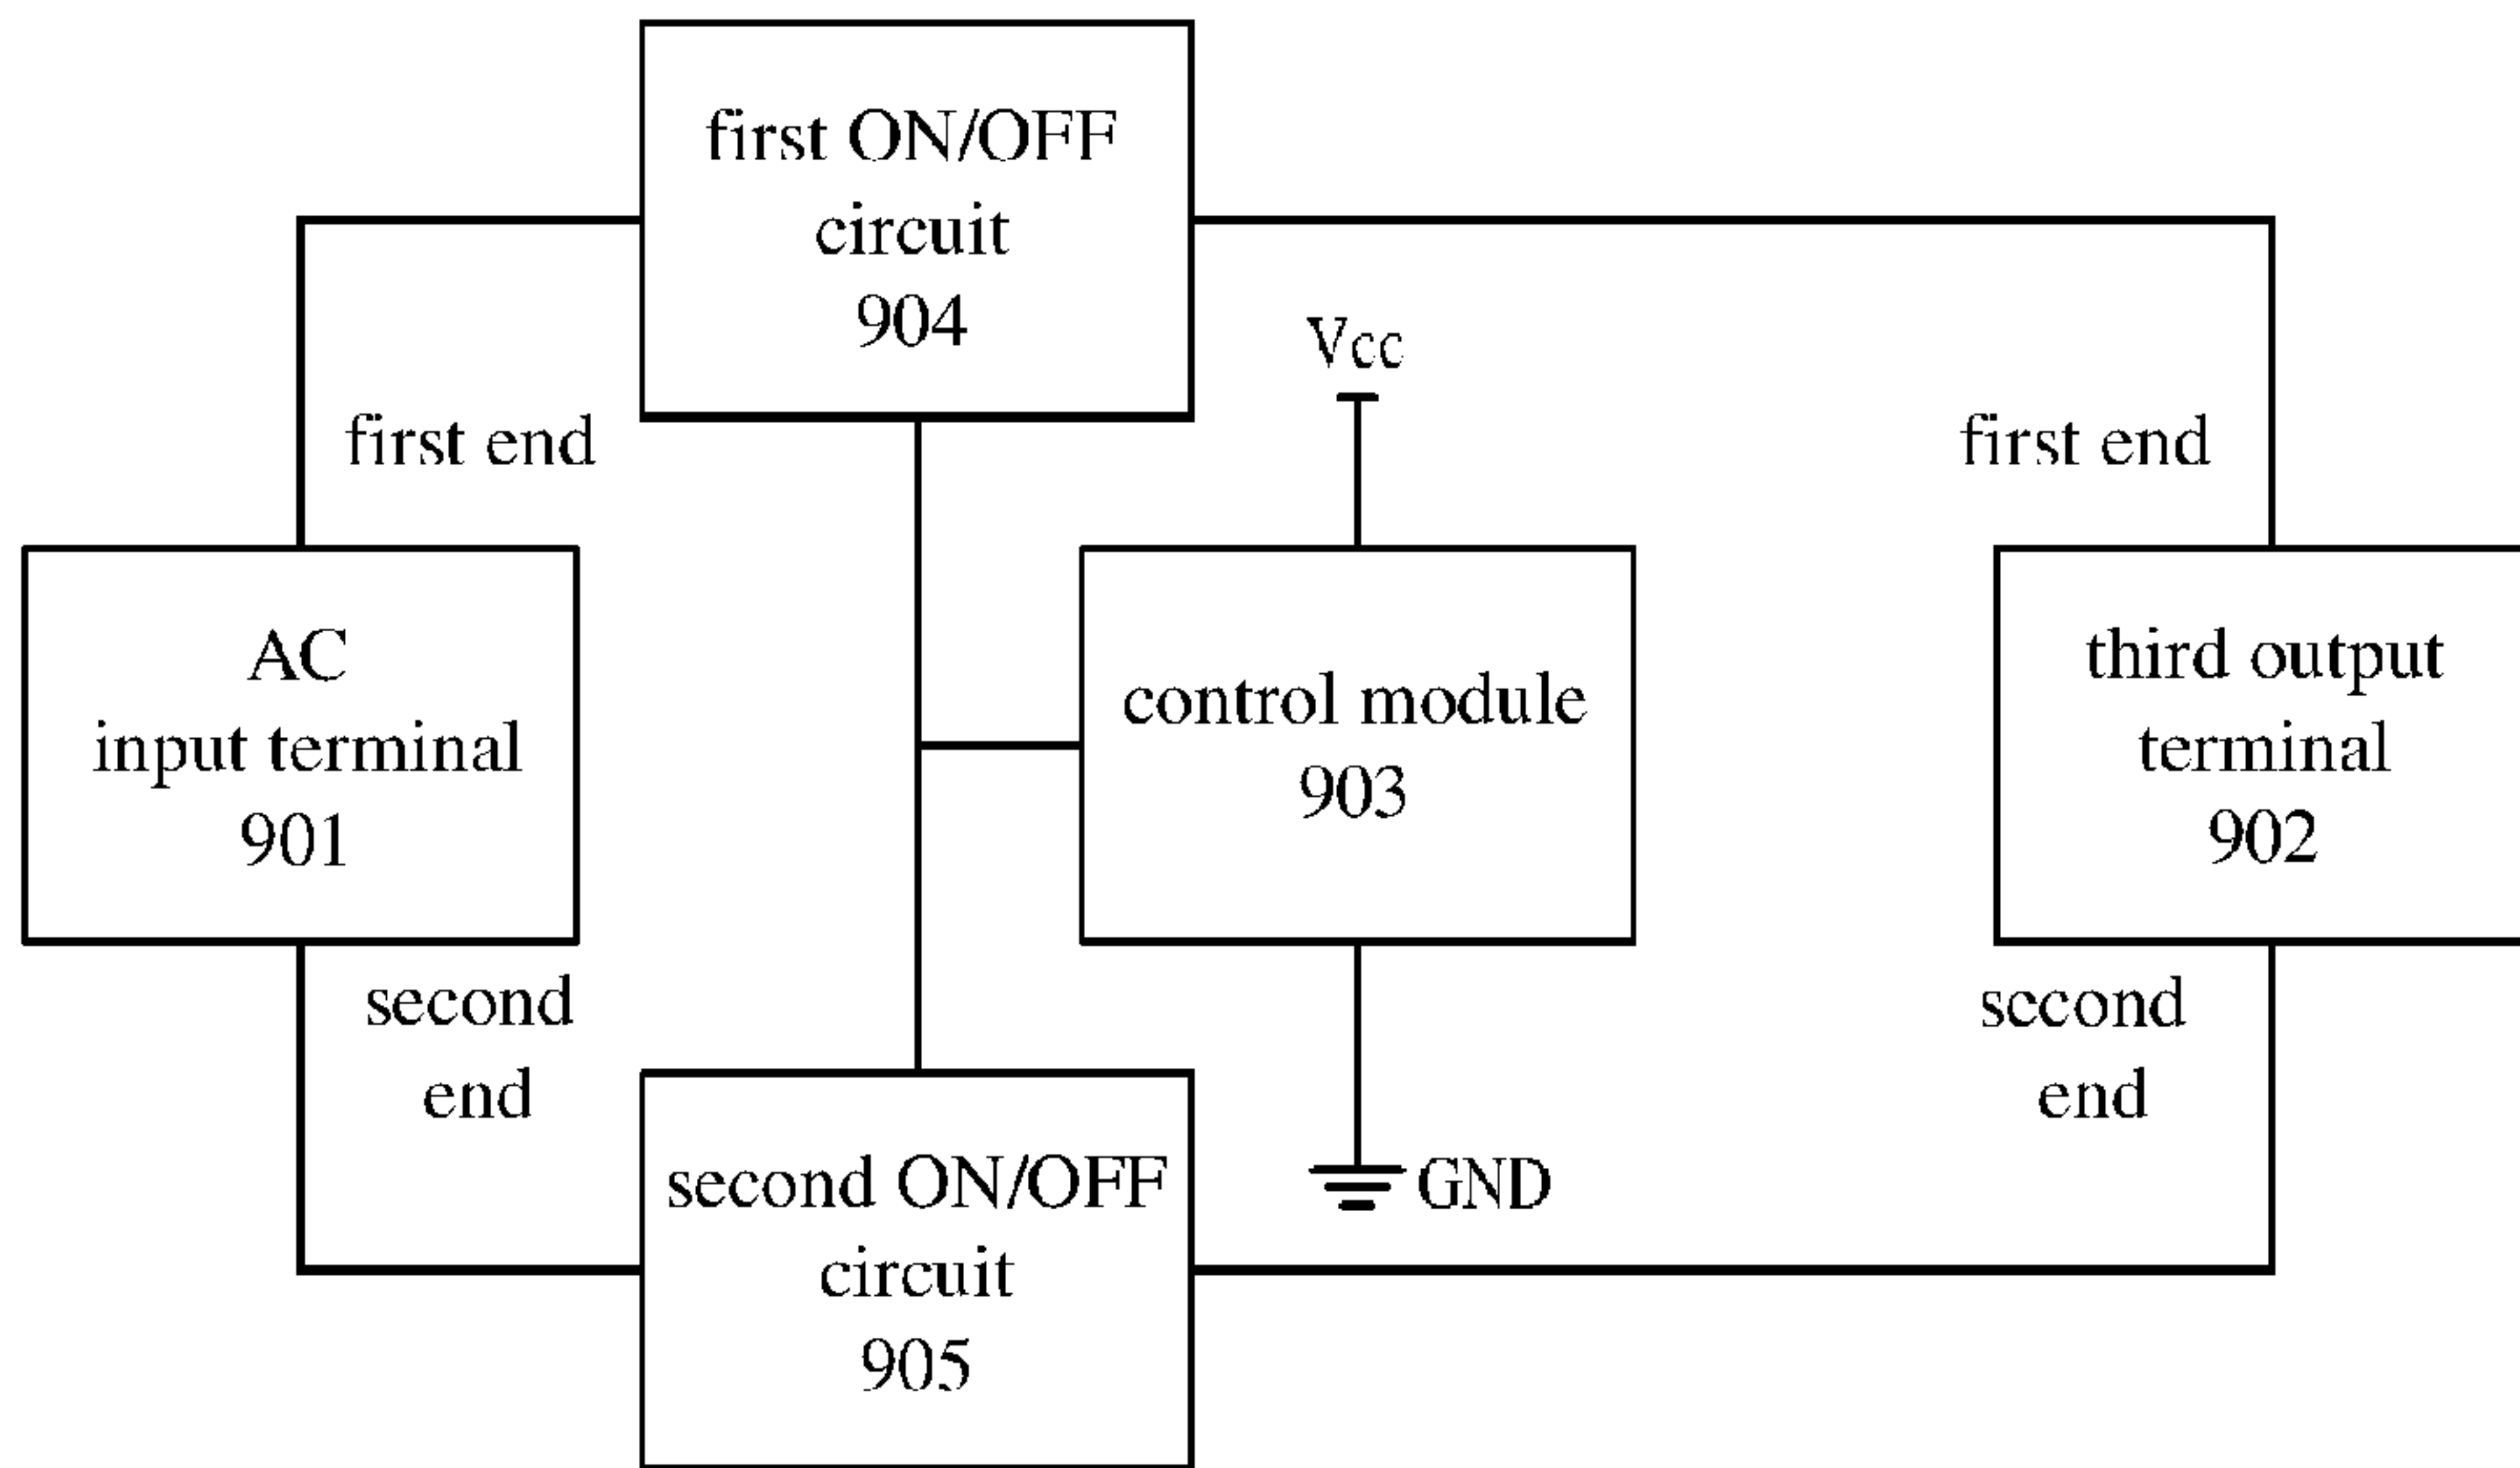 first ON/OFF
circuit
904
Vcc
first end
first end
AC
input terminal
901
control module
903
third output
terminal
902
second
end
second
end
second ON/OFF
circuit
905
GND